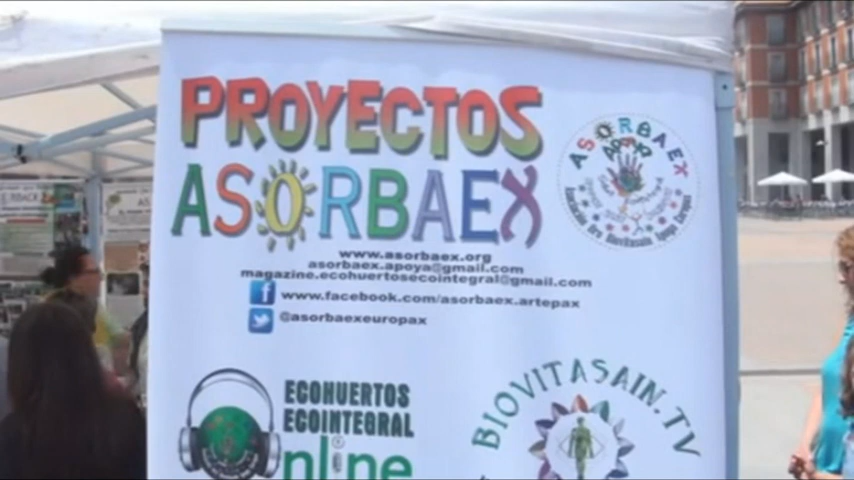 PROYECTOS
ASORBAEX
www.asorbaex.org
asorbaex.apoya@gmail.com
magazine.ecohuertosecointegral@gmail.com
www.facebook.com/asorbaex.artepax
@asorbaexeuropax
ASORBAEX
APOYO
ECOHUERTOS
ECOINTEGRAL
nline
BIOVITASAIN.TV